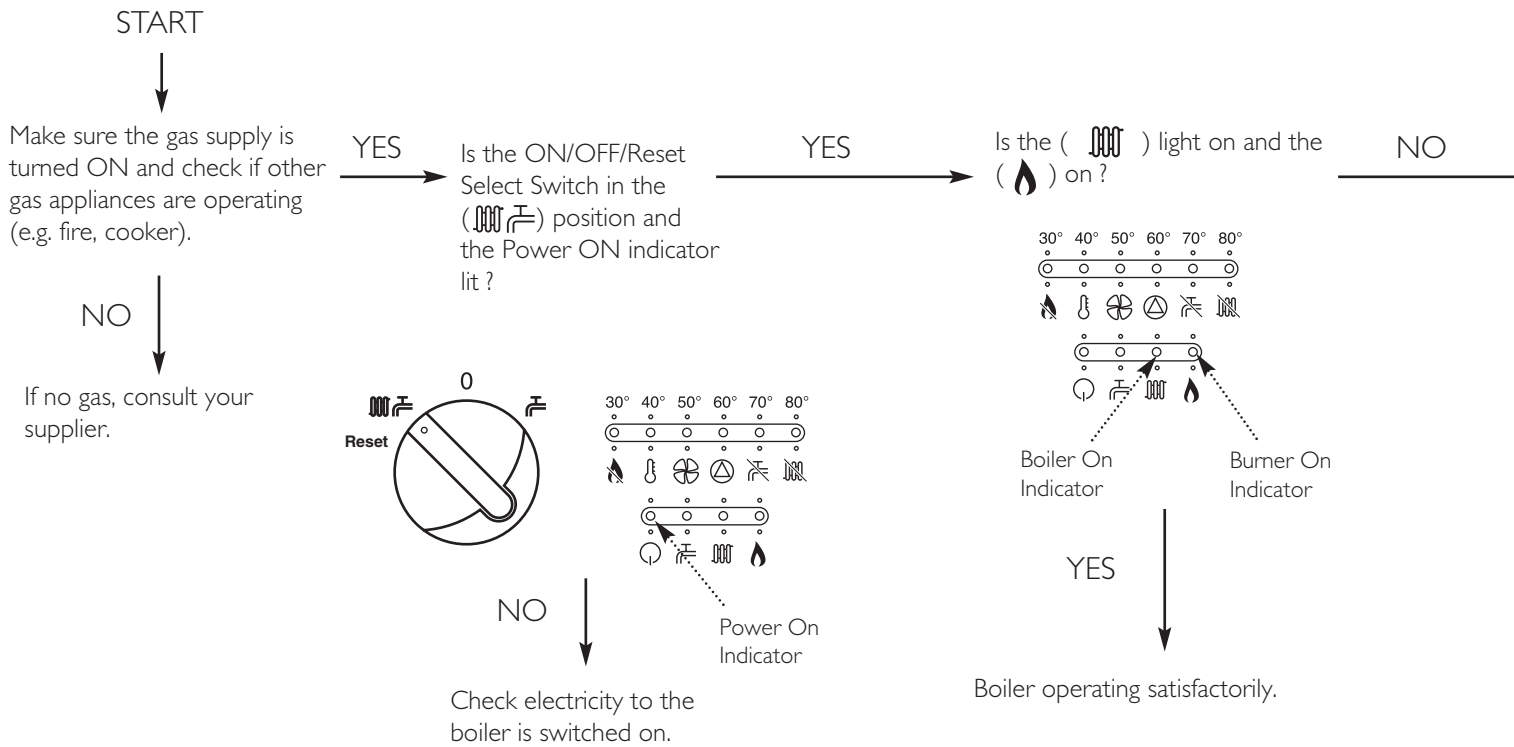 START
Make sure the gas supply is
turned ON and check if other
gas appliances are operating
(e.g. fire, cooker).
YES
Is the ON/OFF/Reset
Select Switch in the
( ) position and
the Power ON indicator
lit ?
YES
Is the ( ) light on and the
( ) on ?
NO
30° 40° 50° 60° 70° 80°
Boiler On
Indicator
Burner On
Indicator
YES
Boiler operating satisfactorily.
NO
If no gas, consult your
supplier.
0
Reset
30° 40° 50° 60° 70° 80°
NO
Power On
Indicator
Check electricity to the
boiler is switched on.